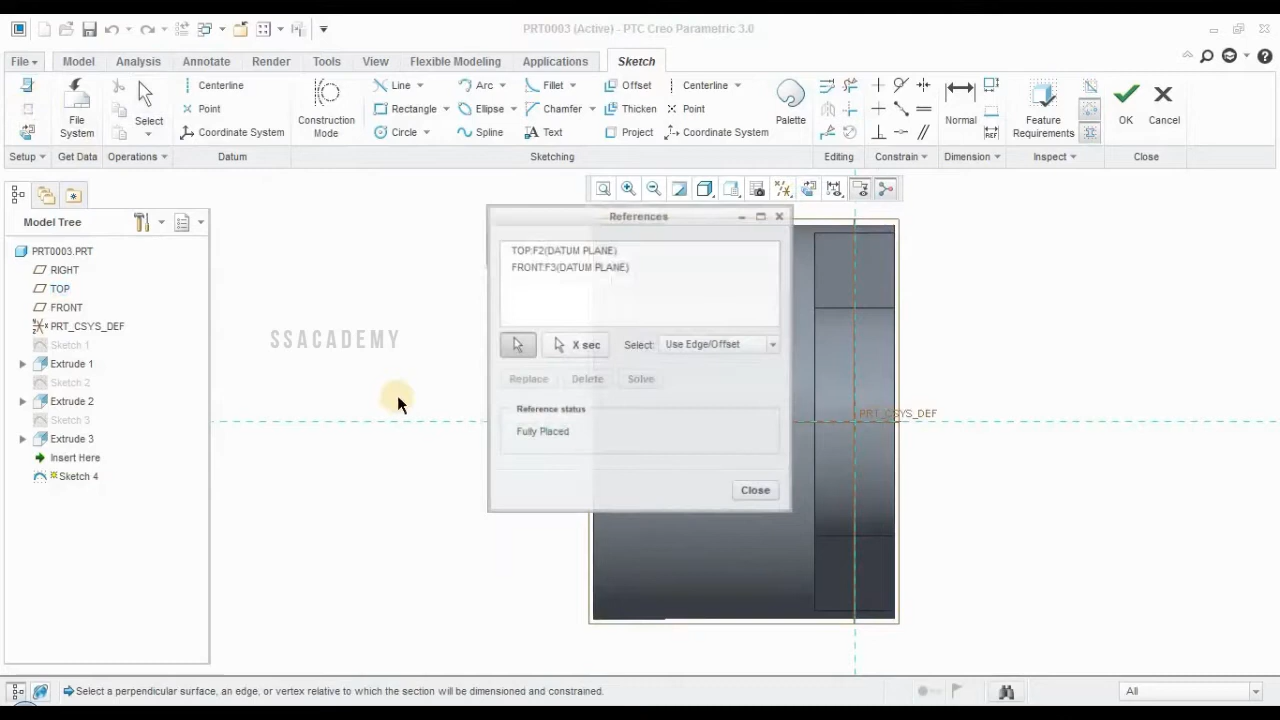 PRT0003 (Active) - PTC Creo Parametric 3.0
File Model Analysis Annotate Render Tools View Flexible Modeling Applications Sketch
Centerline Line Arc Fillet Offset Centerline
File System Select Point Construction Mode Rectangle Ellipse Chamfer Thicken Point Palette Normal Feature Requirements OK Cancel
Coordinate System Circle Spline Text Project Coordinate System
Setup Get Data Operations Datum Sketching Editing Constrain Dimension Inspect Close
Model Tree
PRT0003.PRT
RIGHT
TOP
FRONT
PRT_CSYS_DEF
Sketch 1
Extrude 1
Sketch 2
Extrude 2
Sketch 3
Extrude 3
Insert Here
Sketch 4
SSACADEMY
References
TOP:F2(DATUM PLANE)
FRONT:F3(DATUM PLANE)
X sec Select: Use Edge/Offset
Replace Delete Solve
Reference status
Fully Placed
Close
PRT_CSYS_DEF
Select a perpendicular surface, an edge, or vertex relative to which the section will be dimensioned and constrained.
All